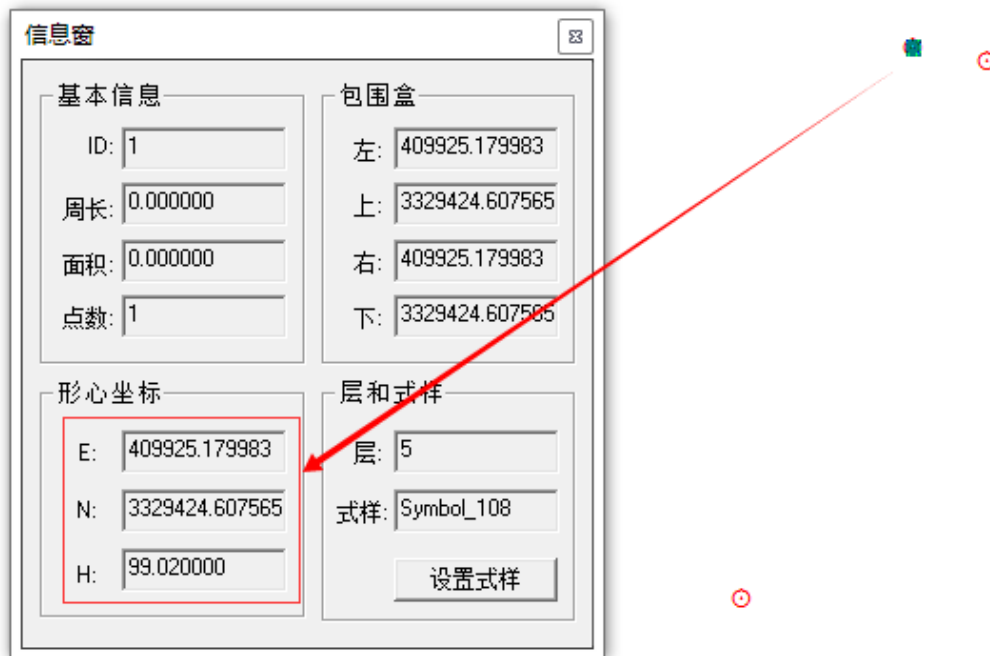 信息窗
基本信息
ID: 1
周长: 0.000000
面积: 0.000000
点数: 1
包围盒
左: 409925.179983
上: 3329424.607565
右: 409925.179983
下: 3329424.607565
形心坐标
E: 409925.179983
N: 3329424.607565
H: 99.020000
层和式样
层: 5
式样: Symbol_108
设置式样